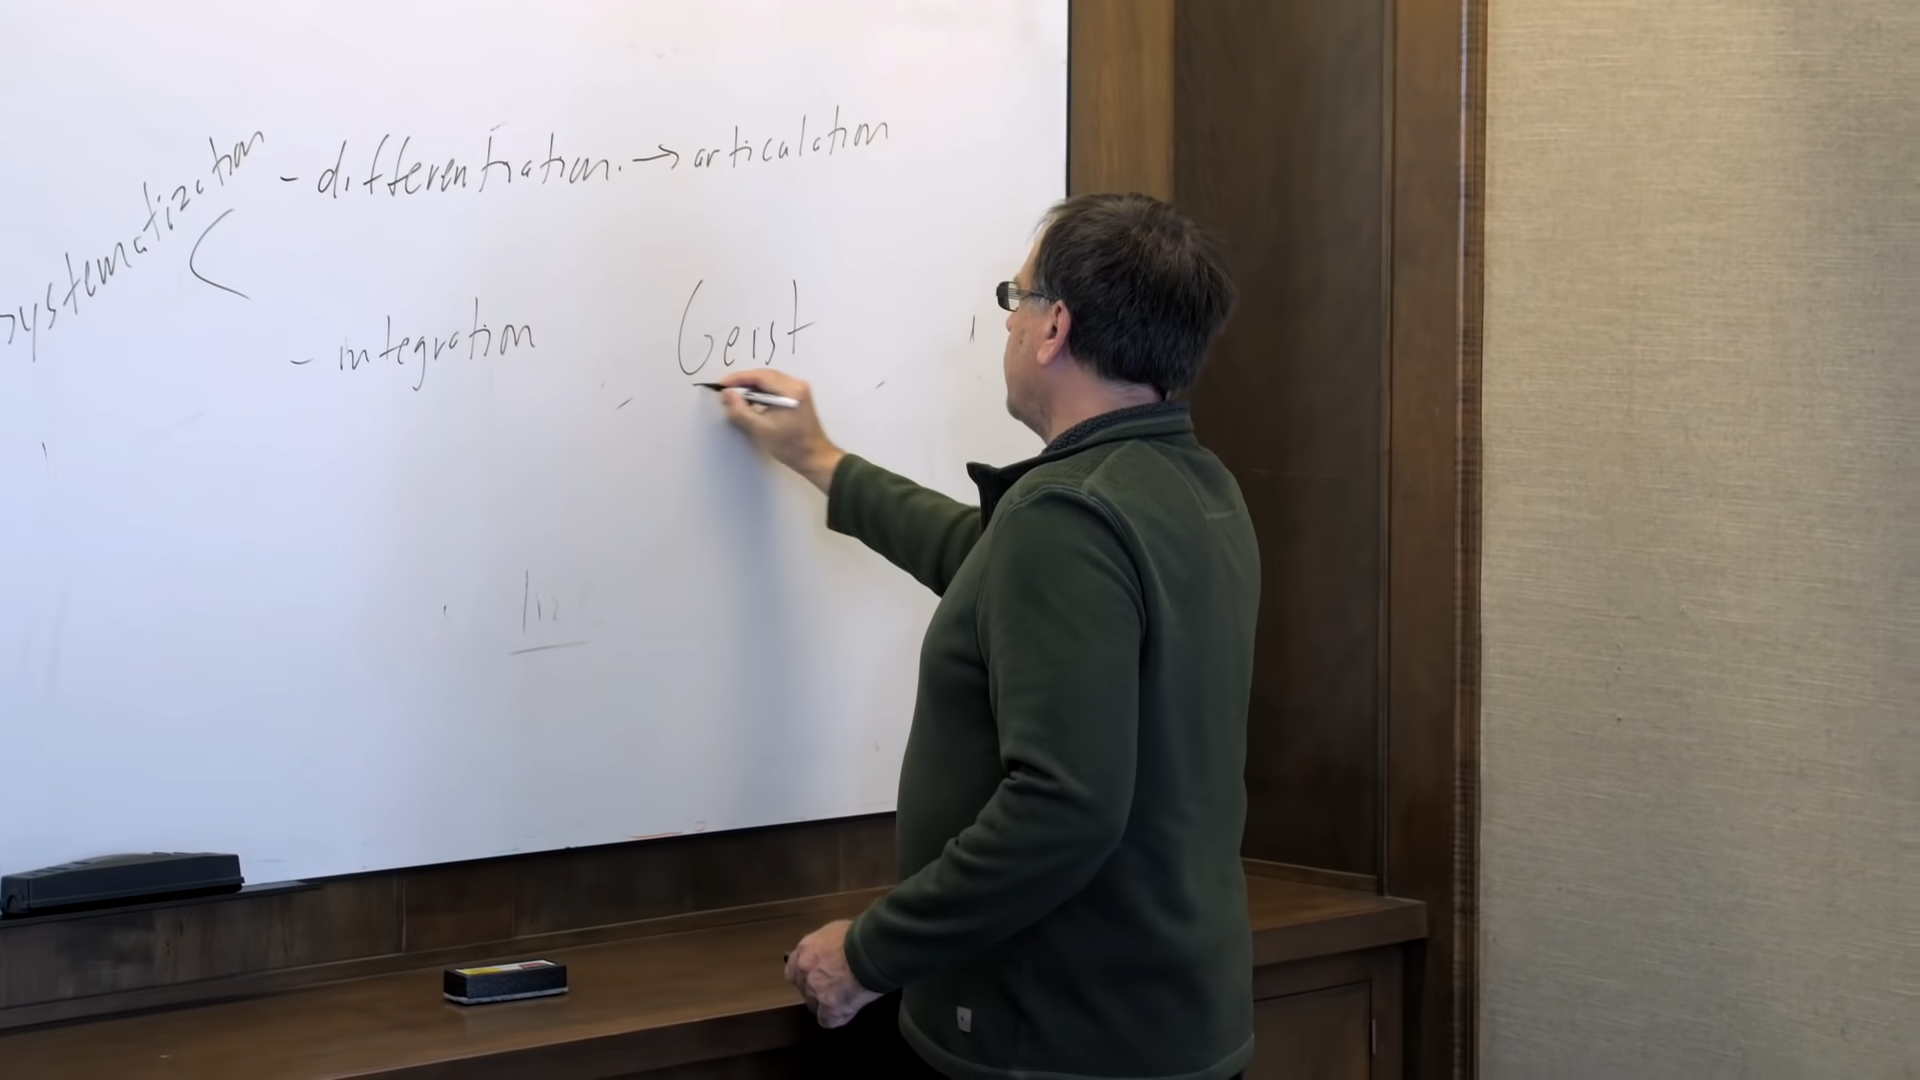 systematization
- differentiation. → articulation
- integration
Geist